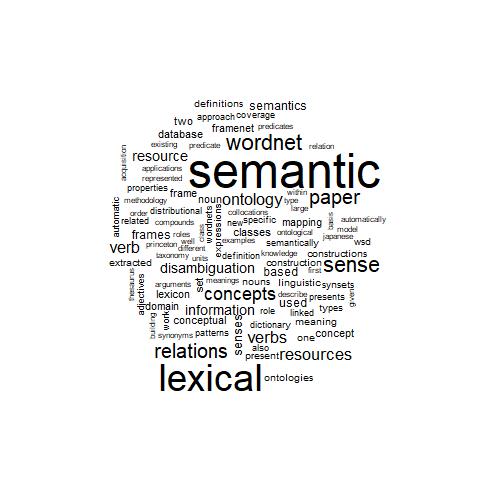 definitions semantics
approach coverage
two framenet predicates
database wordnet
existing predicate relation
acquisition resource semantic
applications
represented
properties frame noun ontology within paper
methodology type
automatic order distributional wordnets expressions collocations large basis automatically
related compounds new specific mapping model
frames roles class classes ontological japanese
verb princeton well different examples semantically wsd
taxonomy units definition knowledge constructions
extracted disambiguation construction first sense
thesaurus adjectives arguments set meanings nouns based linguistic synsets
lexicon concepts describe presents given
domain information used
building work conceptual role linked types
senses dictionary meaning
synonyms patterns verbs one concept
relations also
present resources
lexical ontologies